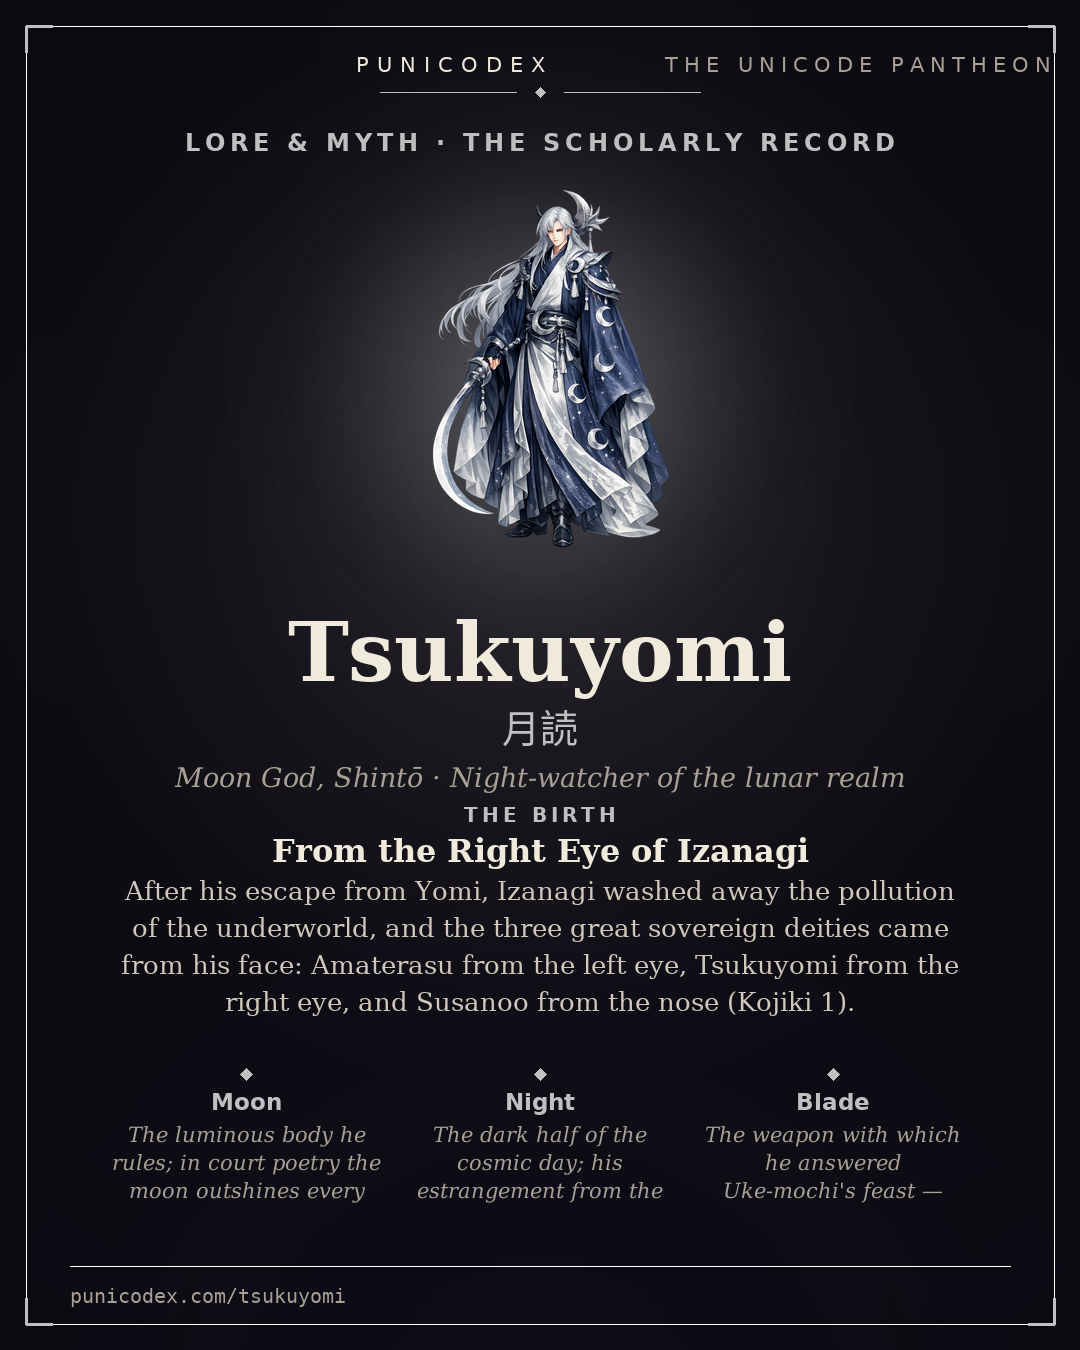 PUNICODEX THE UNICODE PANTHEON
LORE & MYTH · THE SCHOLARLY RECORD
Tsukuyomi
月読
Moon God, Shintō · Night-watcher of the lunar realm
THE BIRTH
From the Right Eye of Izanagi
After his escape from Yomi, Izanagi washed away the pollution
of the underworld, and the three great sovereign deities came
from his face: Amaterasu from the left eye, Tsukuyomi from the
right eye, and Susanoo from the nose (Kojiki 1).
Moon
The luminous body he
rules; in court poetry the
moon outshines every
Night
The dark half of the
cosmic day; his
estrangement from the
Blade
The weapon with which
he answered
Uke-mochi's feast —
punicodex.com/tsukuyomi